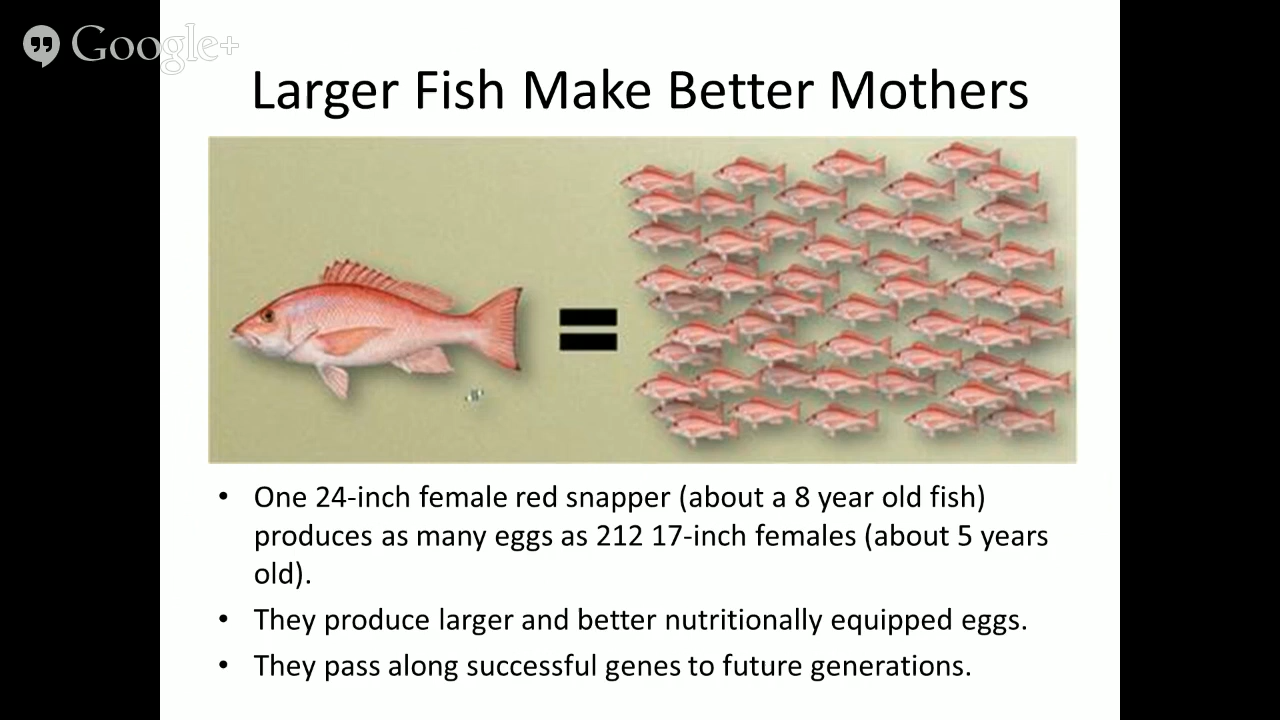 Google+
Larger Fish Make Better Mothers
=
• One 24-inch female red snapper (about a 8 year old fish)
produces as many eggs as 212 17-inch females (about 5 years
old).
• They produce larger and better nutritionally equipped eggs.
• They pass along successful genes to future generations.